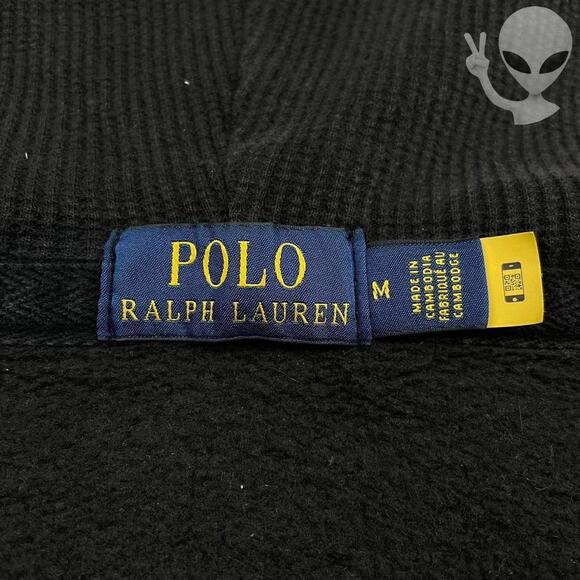 POLO
RALPH LAUREN
M
MADE IN
CAMBODIA
FABRIQUÉ AU
CAMBODGE